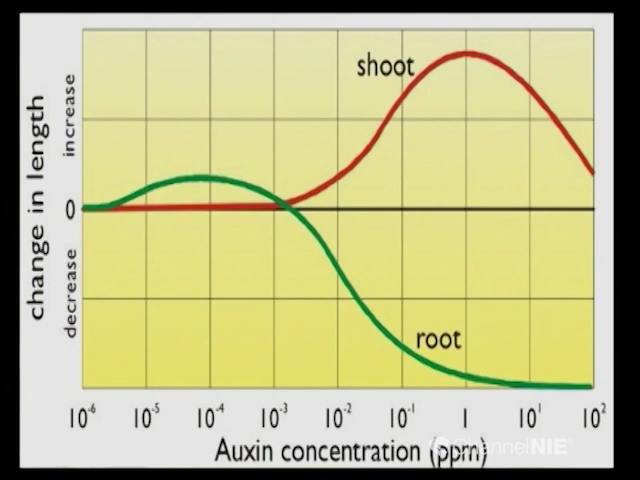 shoot
change in length
increase
0
decrease
root
10⁻⁶ 10⁻⁵ 10⁻⁴ 10⁻³ 10⁻² 10⁻¹ 1 10¹ 10²
Auxin concentration (ppm)
ChannelNIE